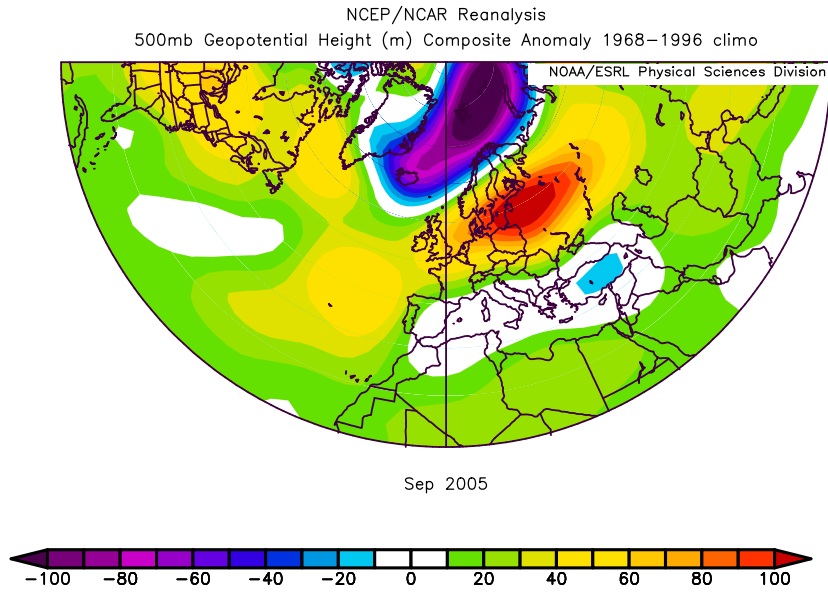 NCEP/NCAR Reanalysis
500mb Geopotential Height (m) Composite Anomaly 1968-1996 climo
NOAA/ESRL Physical Sciences Division
Sep 2005
-100 -80 -60 -40 -20 0 20 40 60 80 100